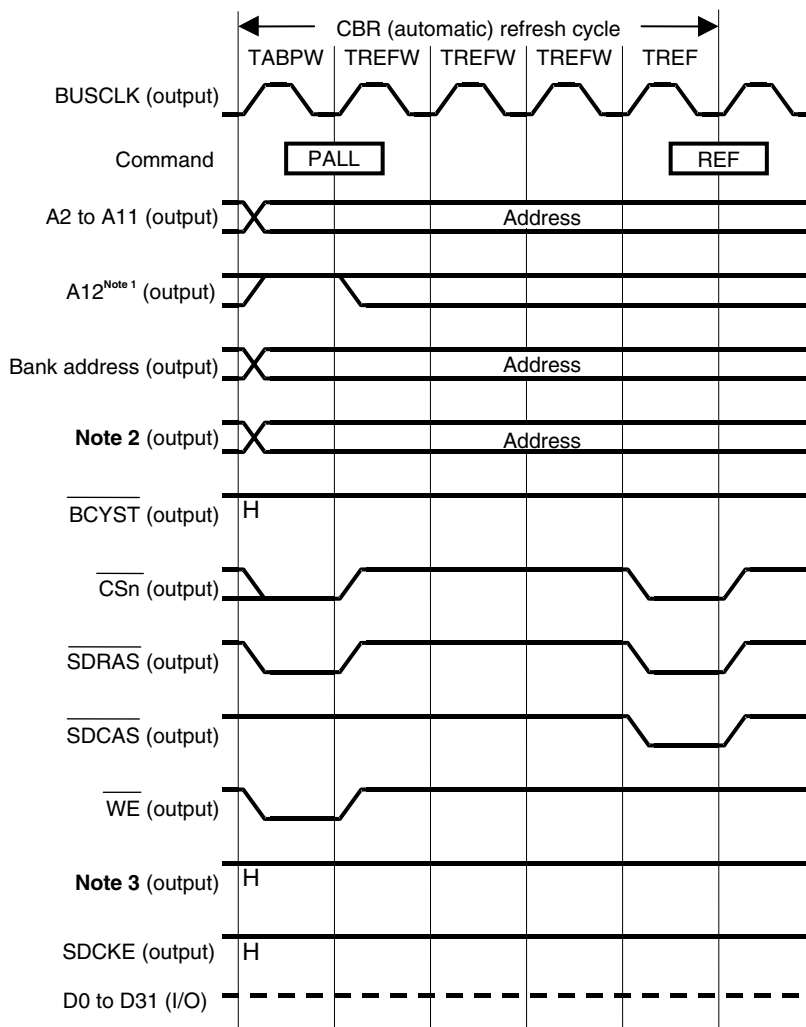 CBR (automatic) refresh cycle
TABPW TREFW TREFW TREFW TREF
BUSCLK (output)
Command PALL REF
A2 to A11 (output) Address
A12Note 1 (output)
Bank address (output) Address
Note 2 (output) Address
BCYST (output) H
CSn (output)
SDRAS (output)
SDCAS (output)
WE (output)
Note 3 (output) H
SDCKE (output) H
D0 to D31 (I/O)